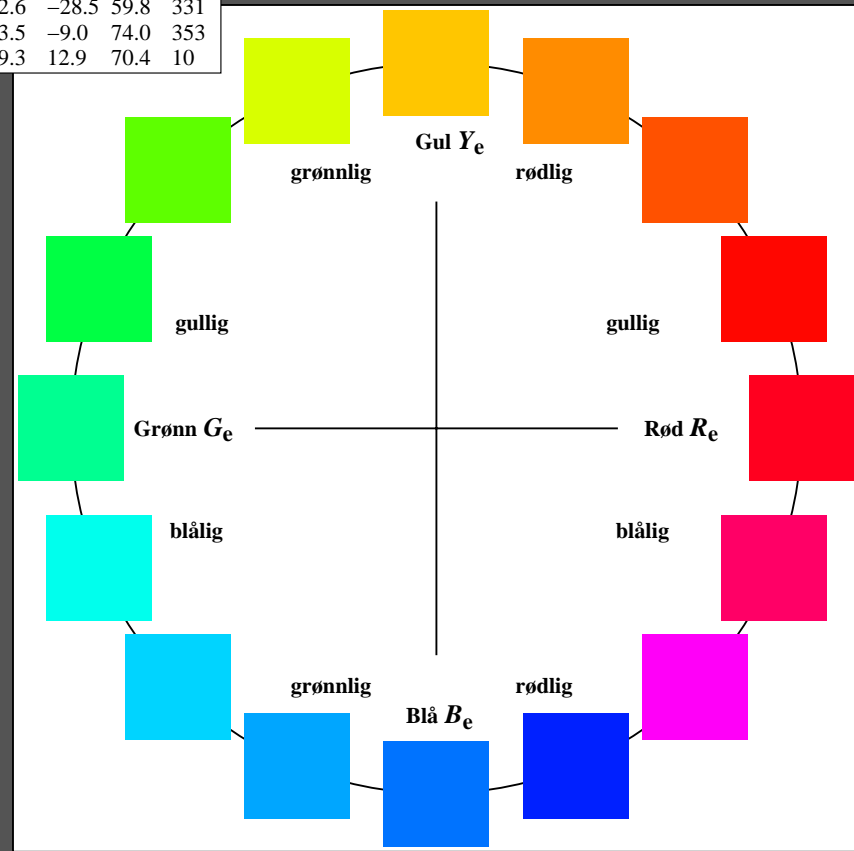 2.6 −28.5 59.8 331
3.5 −9.0 74.0 353
9.3 12.9 70.4 10
Gul Ye
grønnlig rødlig
gullig gullig
Grønn Ge Rød Re
blålig blålig
grønnlig rødlig
Blå Be